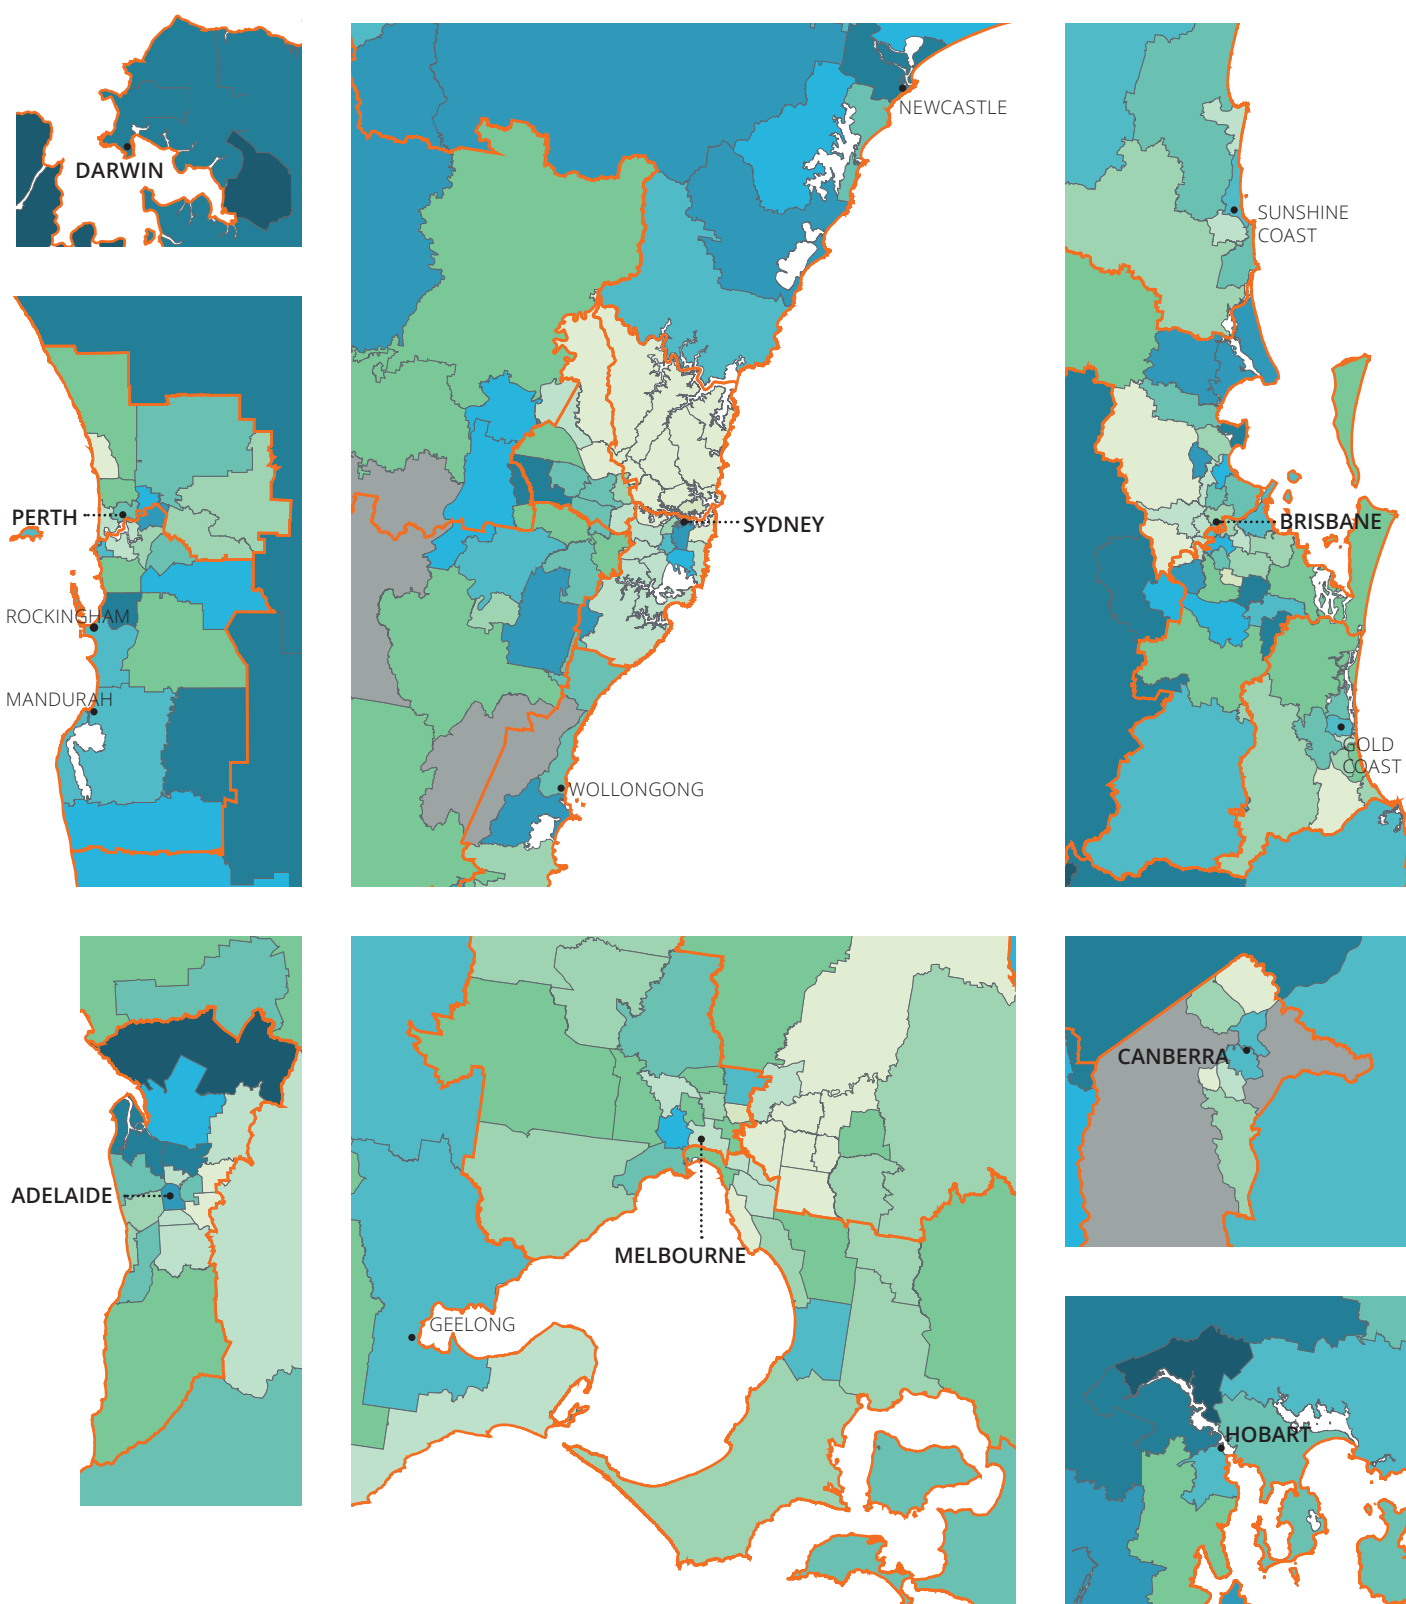 DARWIN
NEWCASTLE
SUNSHINE
COAST
PERTH
SYDNEY
BRISBANE
ROCKINGHAM
MANDURAH
GOLD
COAST
WOLLONGONG
CANBERRA
ADELAIDE
MELBOURNE
GEELONG
HOBART